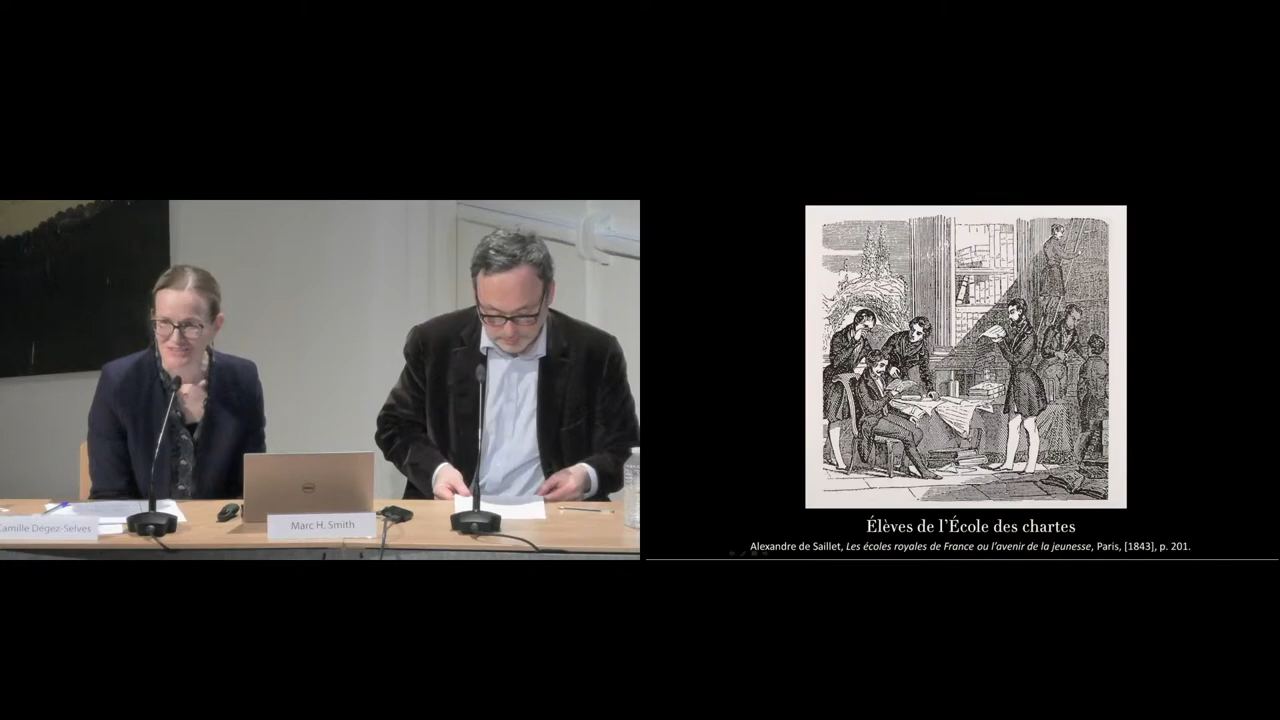 Camille Dégez-Selves
DELL
Marc H. Smith
Élèves de l'École des chartes
Alexandre de Saillet, Les écoles royales de France ou l'avenir de la jeunesse, Paris, [1843], p. 201.